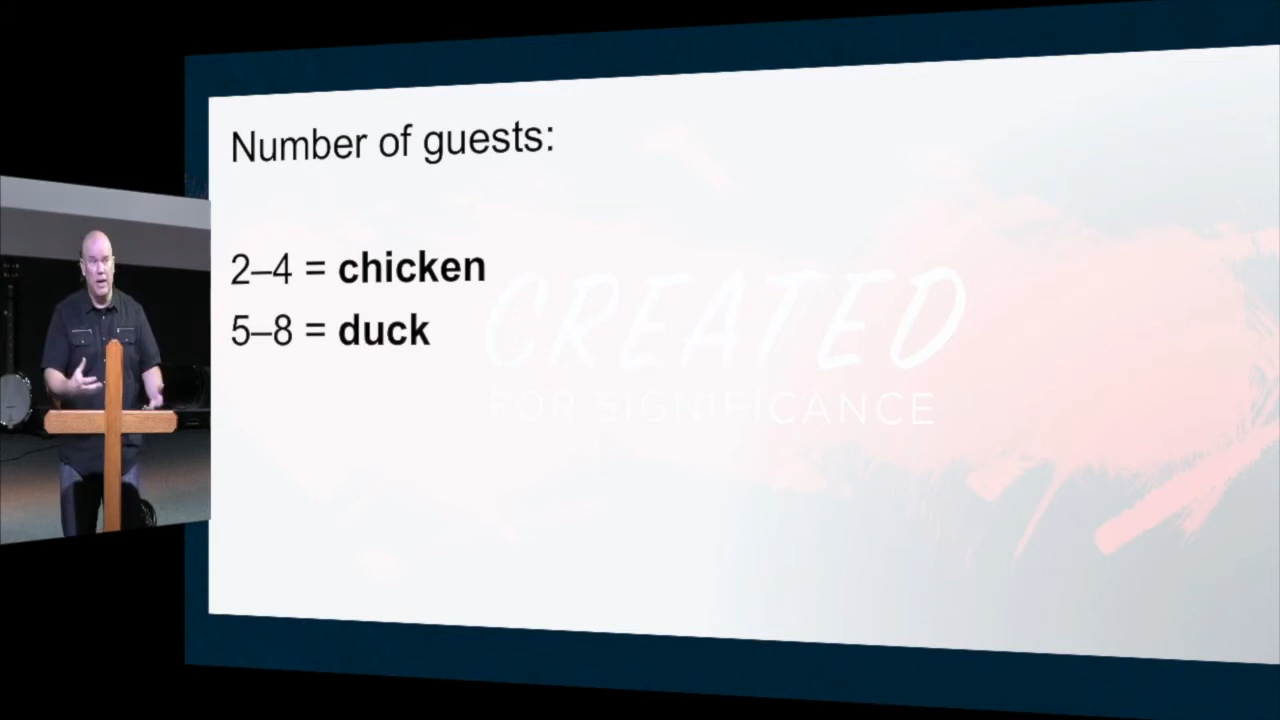 Number of guests:
2–4 = chicken
5–8 = duck
CREATED
FOR SIGNIFICANCE